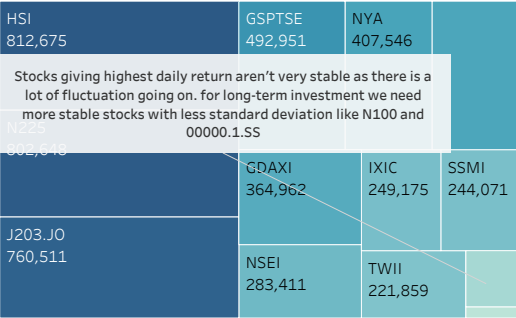 HSI
812,675
GSPTSE
492,951
NYA
407,546
Stocks giving highest daily return aren't very stable as there is a
lot of fluctuation going on. for long-term investment we need
more stable stocks with less standard deviation like N100 and
00000.1.SS
N225
802,648
GDAXI
364,962
IXIC
249,175
SSMI
244,071
J203.JO
760,511
NSEI
283,411
TWII
221,859